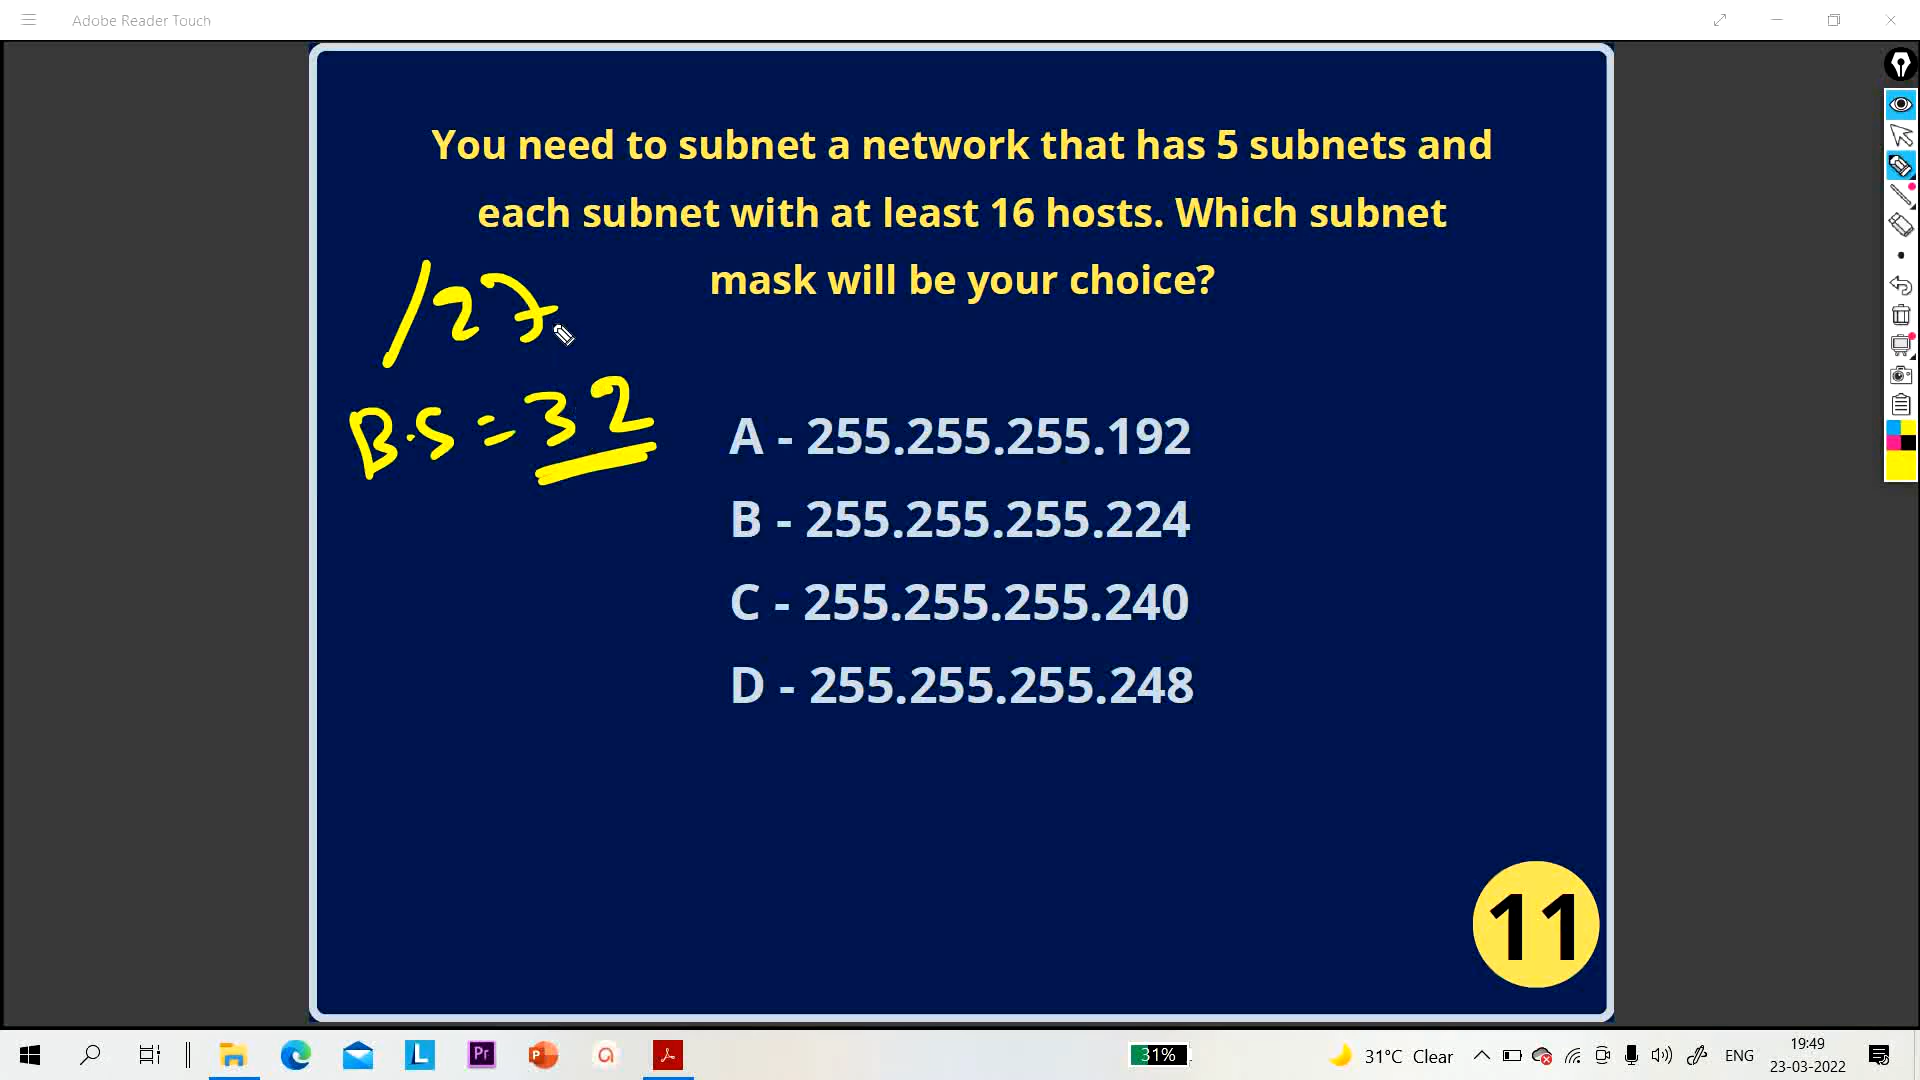 Adobe Reader Touch
You need to subnet a network that has 5 subnets and
each subnet with at least 16 hosts. Which subnet
mask will be your choice?
/27
B.S = 32
A - 255.255.255.192
B - 255.255.255.224
C - 255.255.255.240
D - 255.255.255.248
11
L
Pr
P
a
31%
31°C Clear
ENG
19:49
23-03-2022